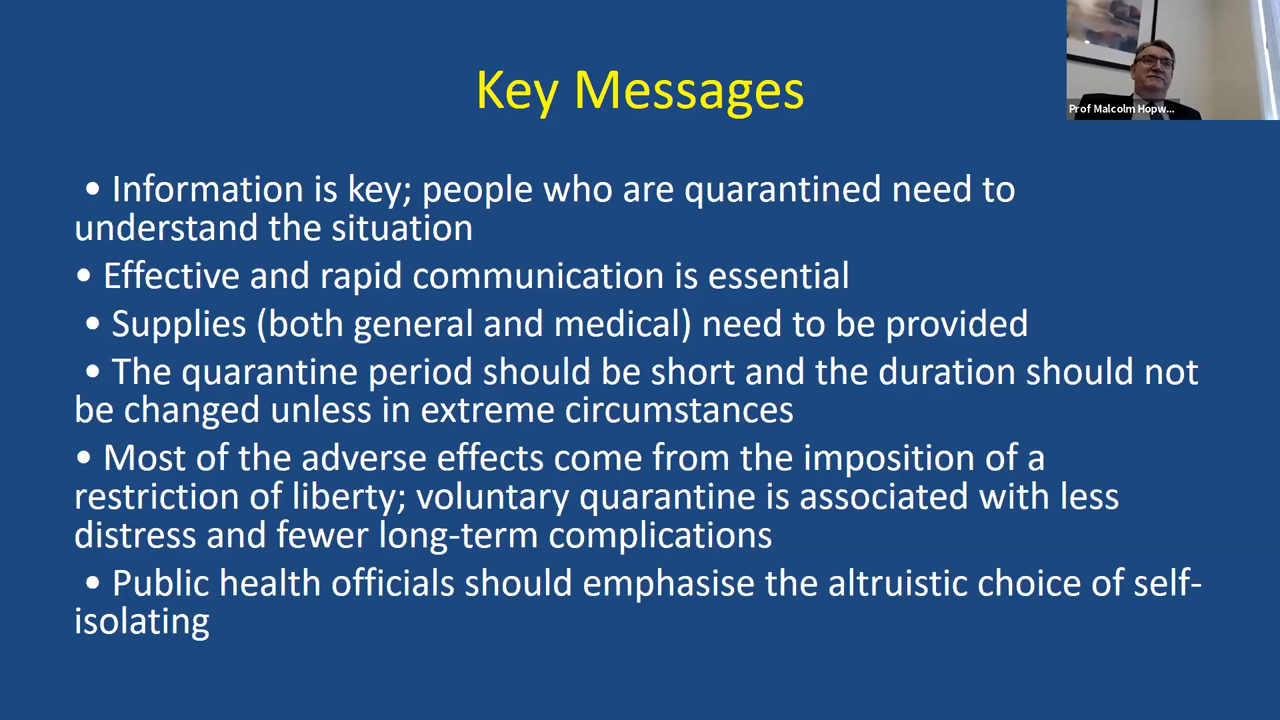 Key Messages
Prof Malcolm Hopw...
• Information is key; people who are quarantined need to
understand the situation
• Effective and rapid communication is essential
• Supplies (both general and medical) need to be provided
• The quarantine period should be short and the duration should not
be changed unless in extreme circumstances
• Most of the adverse effects come from the imposition of a
restriction of liberty; voluntary quarantine is associated with less
distress and fewer long-term complications
• Public health officials should emphasise the altruistic choice of self-
isolating